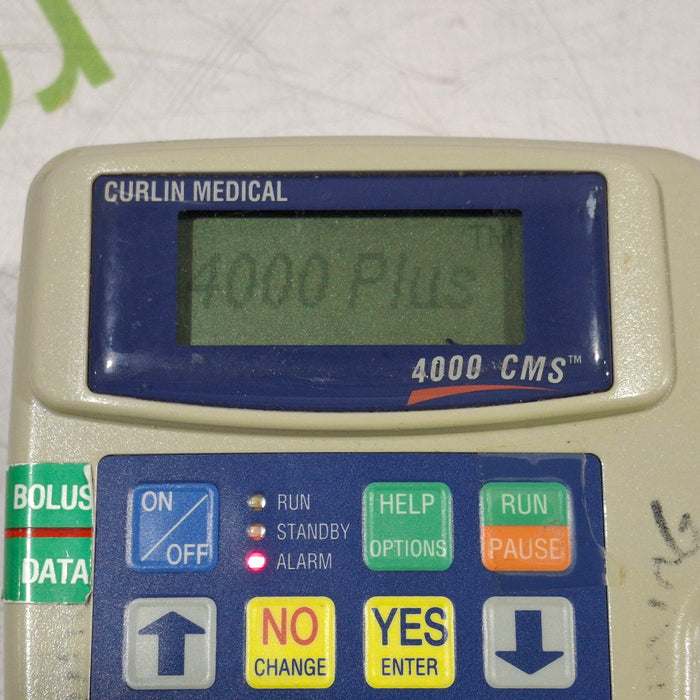 CURLIN MEDICAL
4000 Plus™
4000 CMS™
BOLUS
DATA
ON
OFF
RUN
STANDBY
ALARM
HELP
OPTIONS
RUN
PAUSE
NO
CHANGE
YES
ENTER